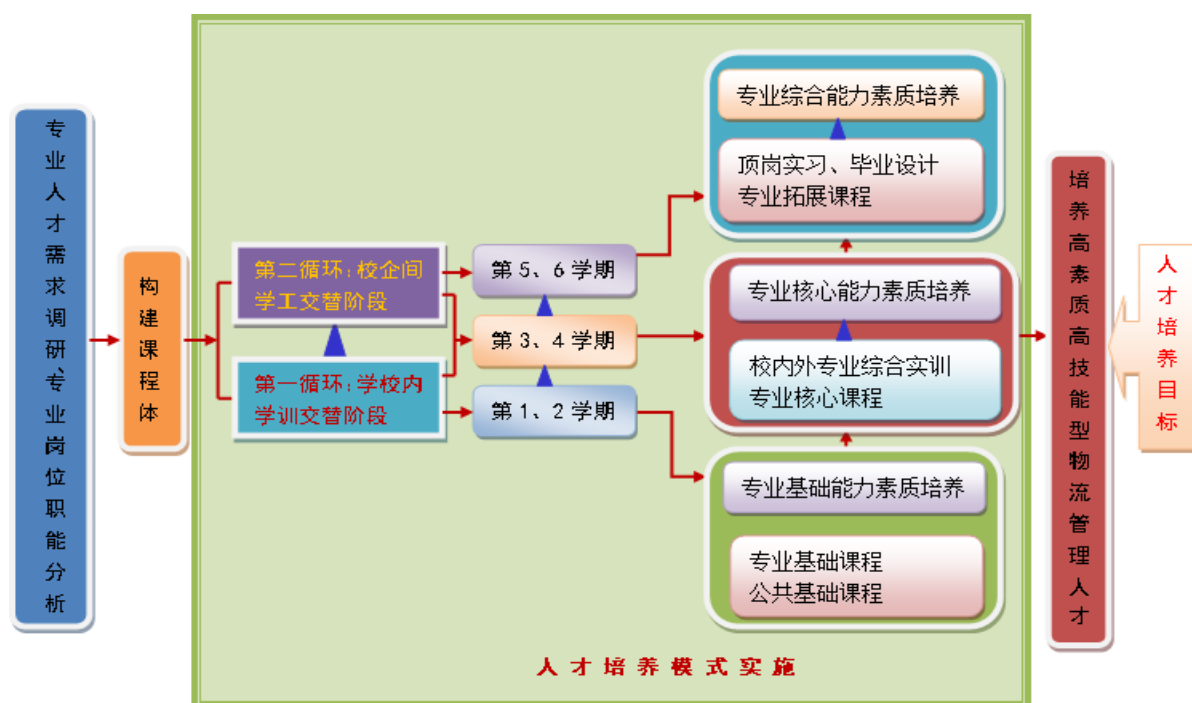 专业人才需求调研、专业岗位职能分析
构建课程体
第二循环：校企间
学工交替阶段
第一循环：学校内
学训交替阶段
第5、6学期
第3、4学期
第1、2学期
专业综合能力素质培养
顶岗实习、毕业设计
专业拓展课程
专业核心能力素质培养
校内外专业综合实训
专业核心课程
专业基础能力素质培养
专业基础课程
公共基础课程
人才培养模式实施
培养高素质高技能型物流管理人才
人才培养目标